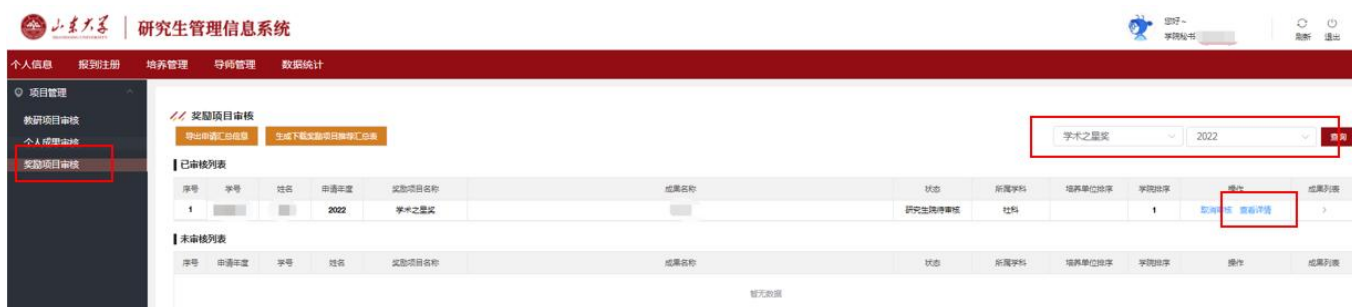 山东大学 研究生管理信息系统
您好~
学院秘书
刷新 退出
个人信息 报到注册 培养管理 导师管理 数据统计
项目管理
教研项目审核
个人成果审核
奖励项目审核
奖励项目审核
导出申请汇总信息 生成下载奖励项目推荐汇总表
学术之星奖 2022 查询
已审核列表
序号 学号 姓名 申请年度 奖励项目名称 成果名称 状态 所属学科 培养单位排序 学院排序 操作 成果列表
1 2022 学术之星奖 研究生院待审核 社科 1 取消审核 查看详情
未审核列表
序号 申请年度 学号 姓名 奖励项目名称 成果名称 状态 所属学科 培养单位排序 学院排序 操作 成果列表
暂无数据